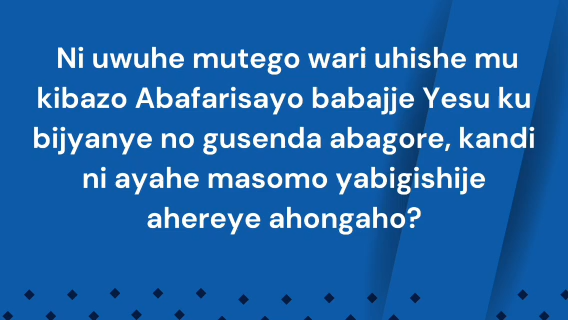 Ni uwuhe mutego wari uhishe mu
kibazo Abafarisayo babajje Yesu ku
bijyanye no gusenda abagore, kandi
ni ayahe masomo yabigishije
ahereye ahongaho?